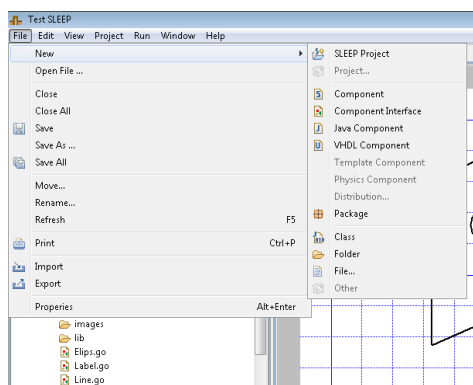 Test SLEEP
File Edit View Project Run Window Help
New
Open File ...
Close
Close All
Save
Save As ...
Save All
Move...
Rename...
Refresh F5
Print Ctrl+P
Import
Export
Properies Alt+Enter
SLEEP Project
Project...
Component
Component Interface
Java Component
VHDL Component
Template Component
Physics Component
Distribution...
Package
Class
Folder
File...
Other
images
lib
Elips.go
Label.go
Line.go